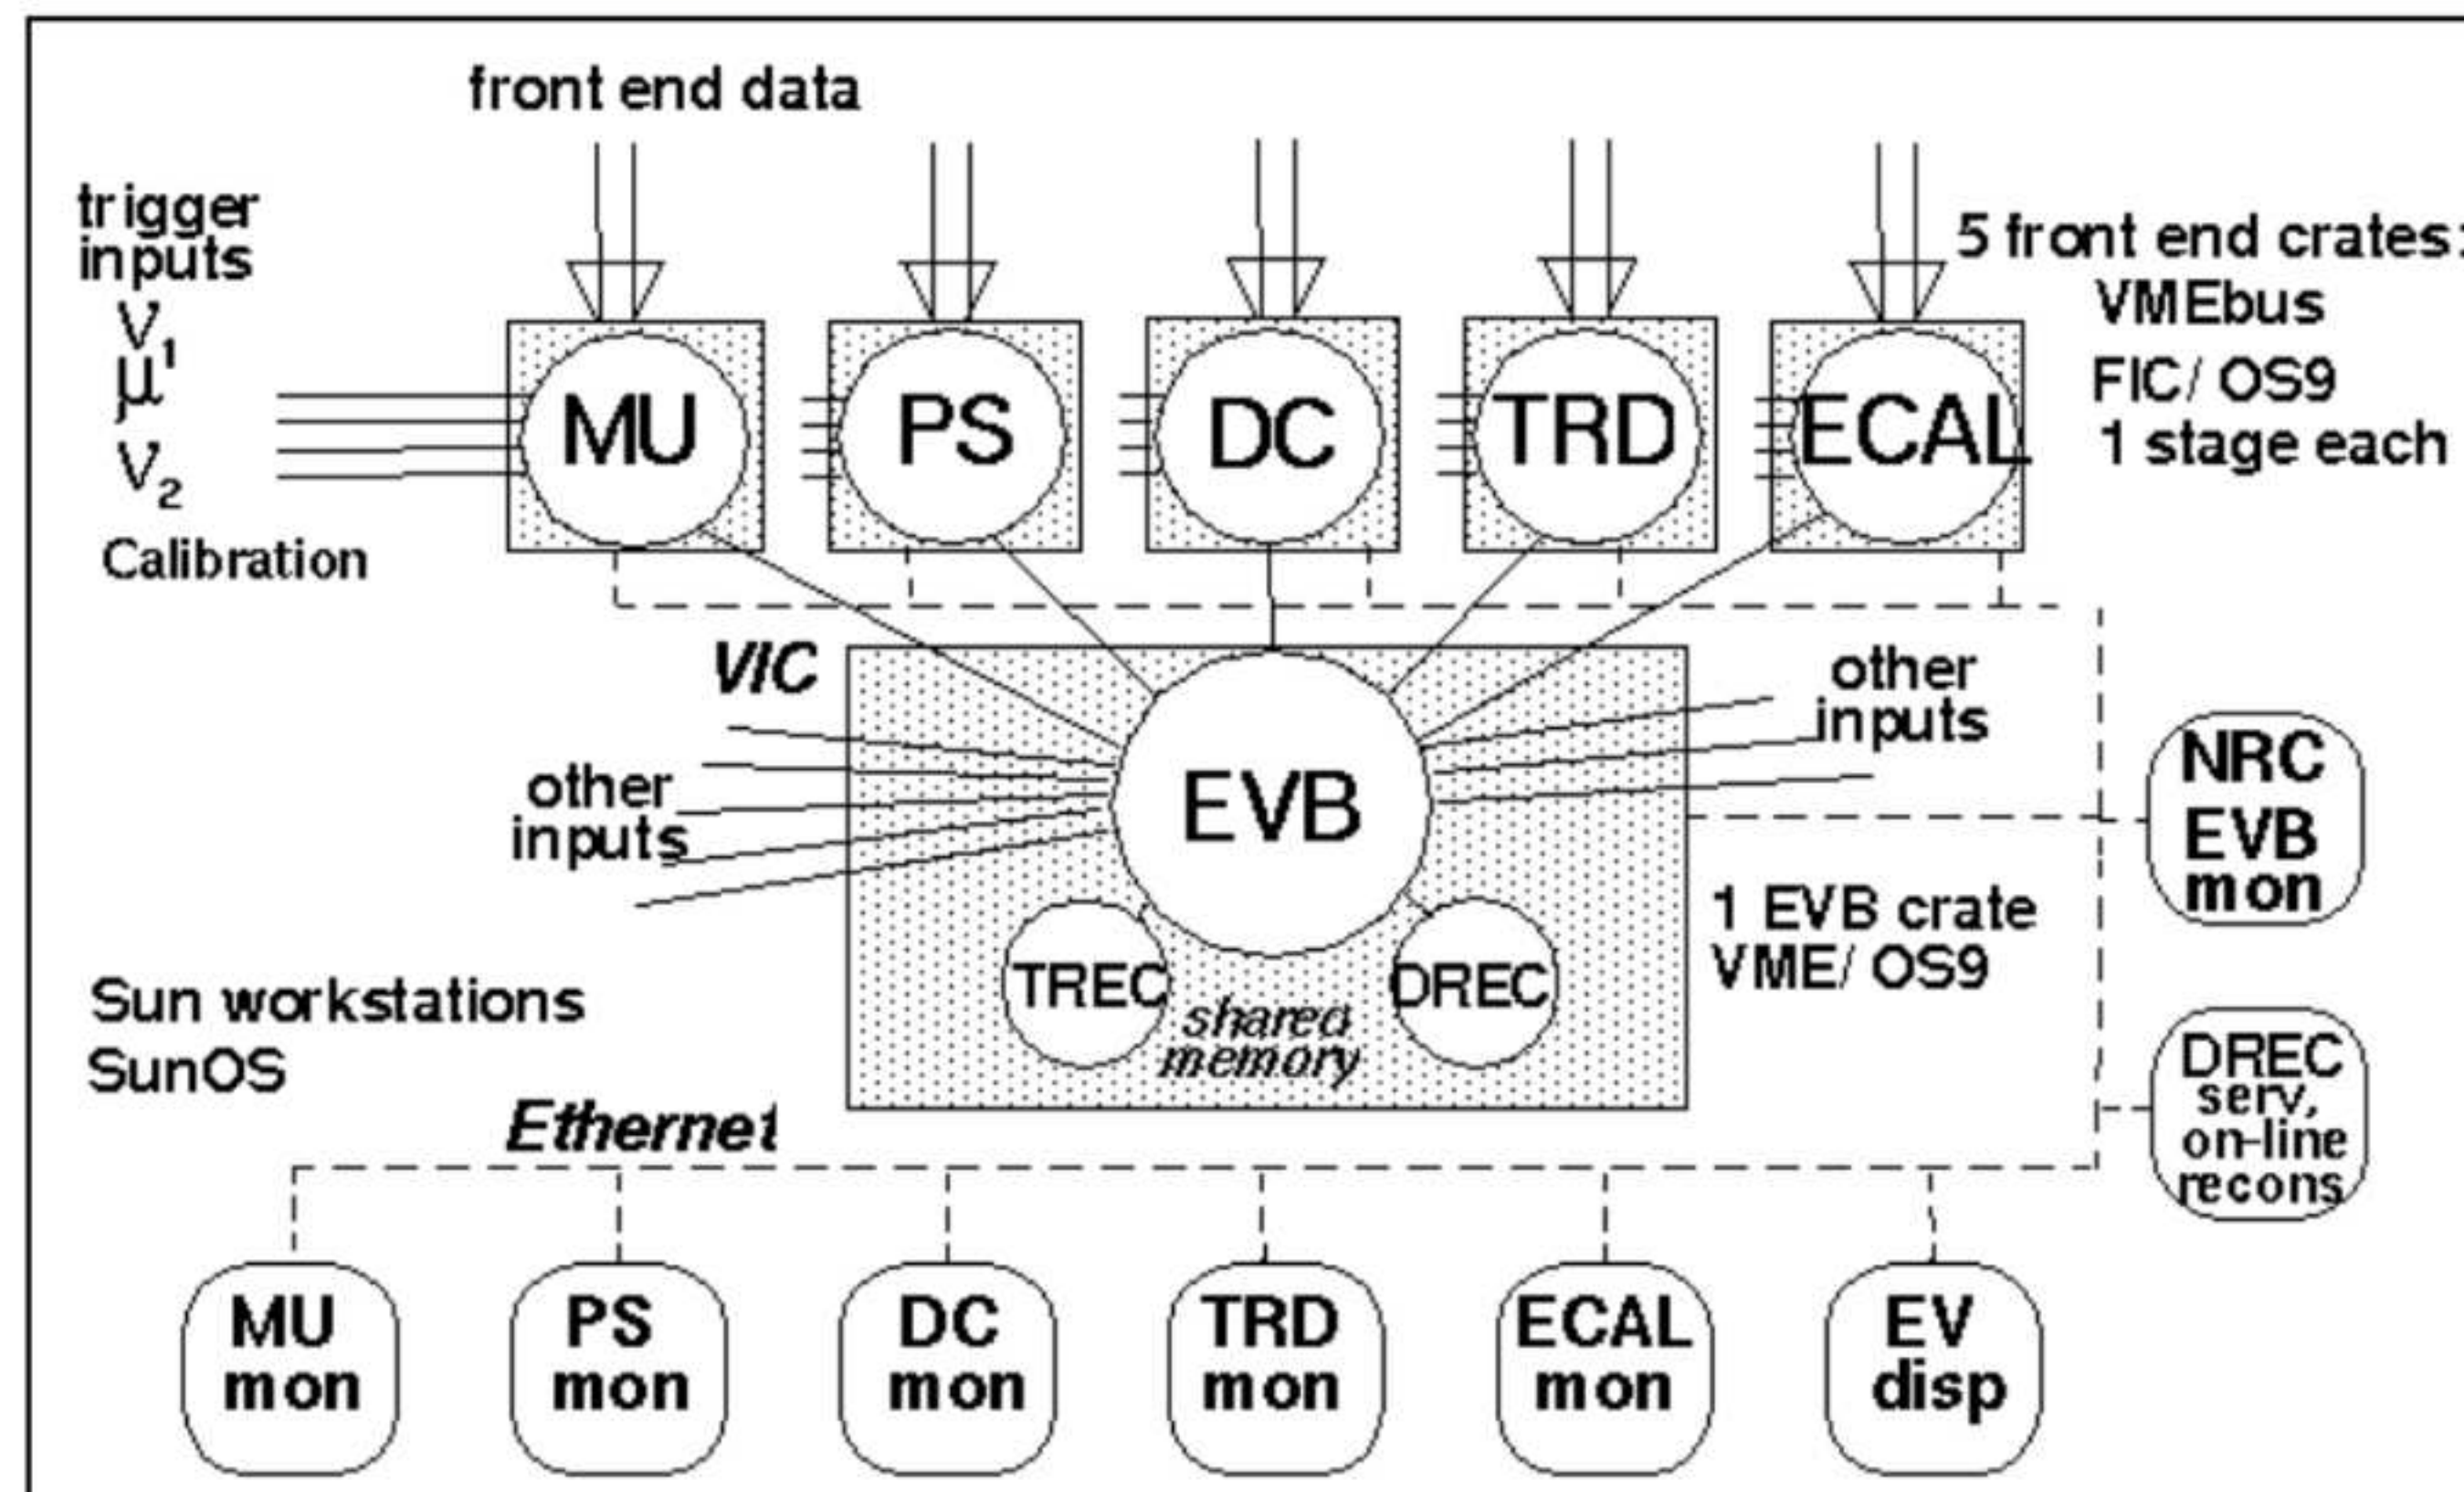 front end data
trigger
inputs
V1
μ1
V2
Calibration
MU
PS
DC
TRD
ECAL
5 front end crates:
VMEbus
FIC/ OS9
1 stage each
VIC
other
inputs
other
inputs
EVB
TREC
DREC
shared
memory
1 EVB crate
VME/ OS9
NRC
EVB
mon
DREC
serv,
on-line
recons
Sun workstations
SunOS
Ethernet
MU
mon
PS
mon
DC
mon
TRD
mon
ECAL
mon
EV
disp